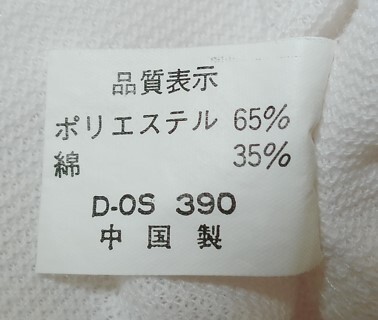 品質表示
ポリエステル 65%
綿 35%
D-OS 390
中国製